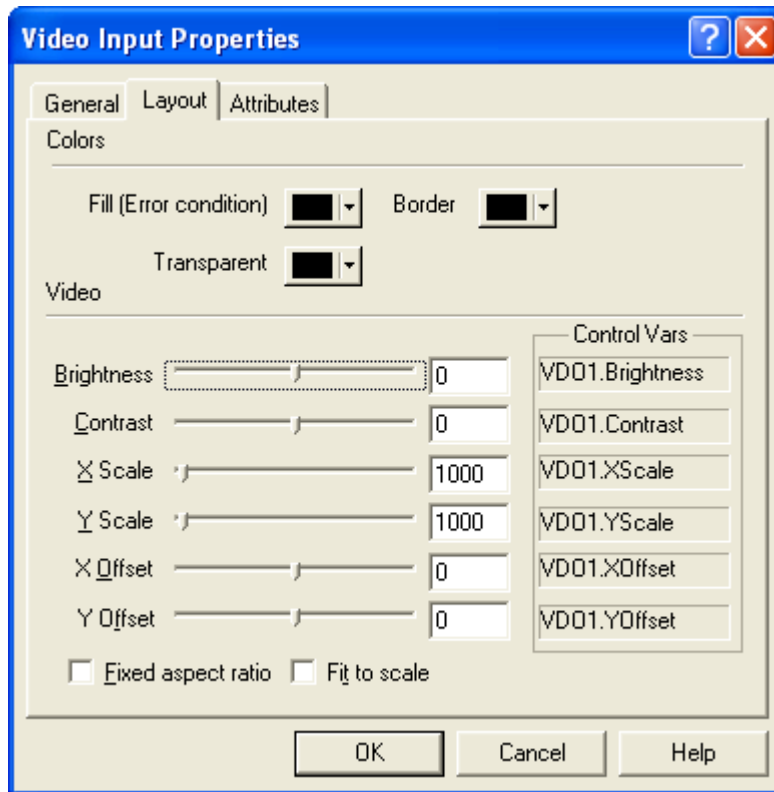 Video Input Properties
?
General Layout Attributes
Colors
Fill (Error condition) Border
Transparent
Video
Control Vars
Brightness 0 VDO1.Brightness
Contrast 0 VDO1.Contrast
X Scale 1000 VDO1.XScale
Y Scale 1000 VDO1.YScale
X Offset 0 VDO1.XOffset
Y Offset 0 VDO1.YOffset
Fixed aspect ratio Fit to scale
OK Cancel Help